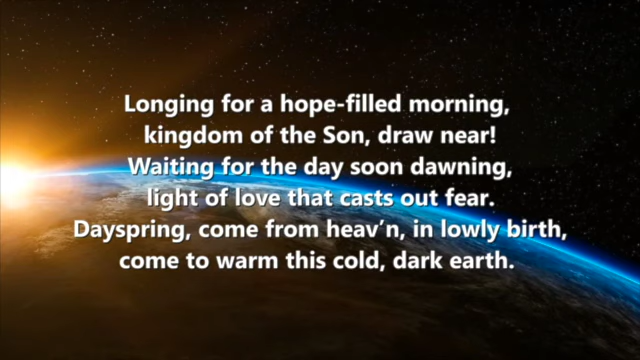 Longing for a hope-filled morning,
kingdom of the Son, draw near!
Waiting for the day soon dawning,
light of love that casts out fear.
Dayspring, come from heav’n, in lowly birth,
come to warm this cold, dark earth.